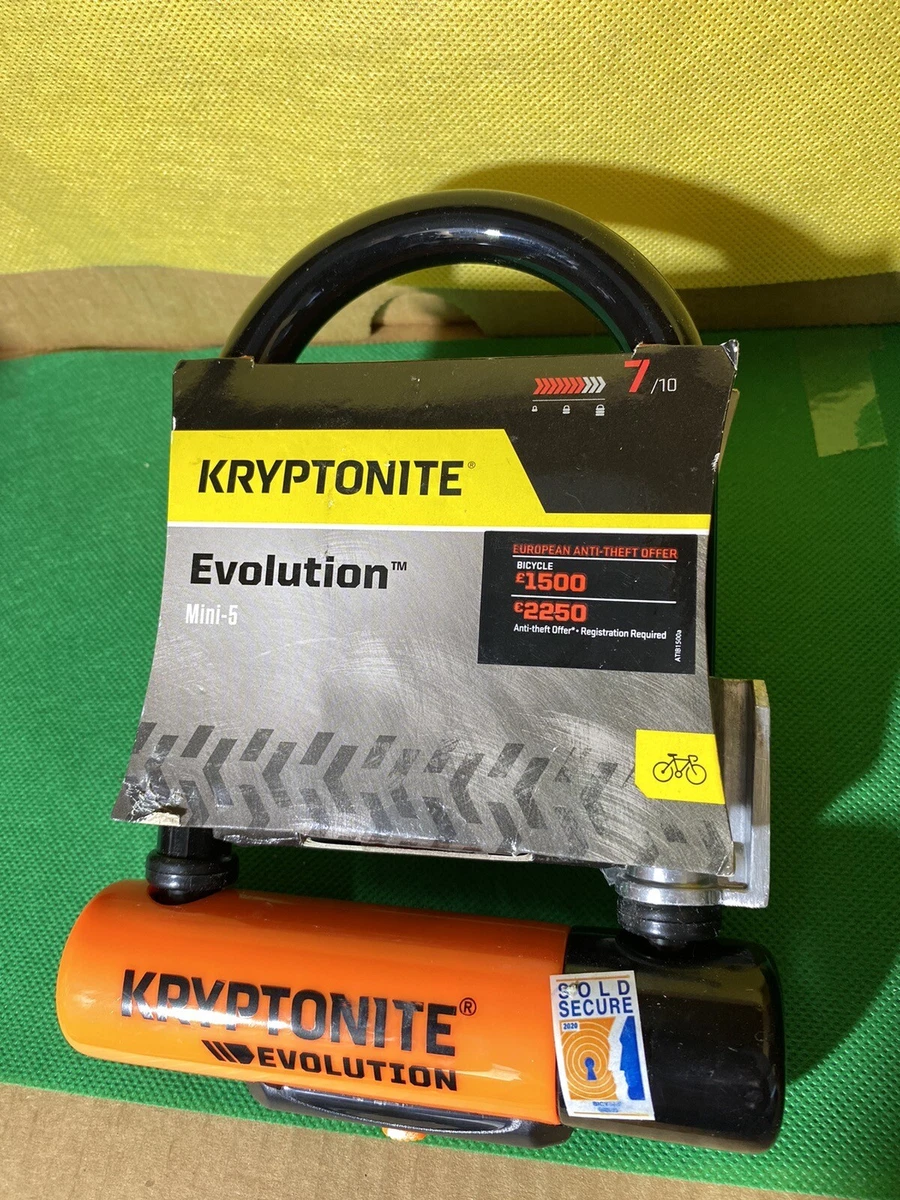 7/10
KRYPTONITE®
EUROPEAN ANTI-THEFT OFFER
BICYCLE
£1500
€2250
Anti-theft Offer* • Registration Required
ATIB1500a
Evolution™
Mini-5
KRYPTONITE®
EVOLUTION
SOLD
SECURE
2020